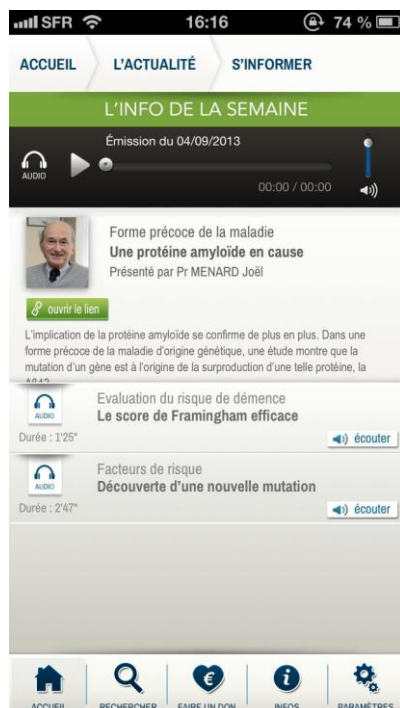 SFR 16:16 74 %
ACCUEIL L'ACTUALITÉ S'INFORMER
L'INFO DE LA SEMAINE
Émission du 04/09/2013
AUDIO
00:00 / 00:00
Forme précoce de la maladie
Une protéine amyloïde en cause
Présenté par Pr MENARD Joël
ouvrir le lien
L'implication de la protéine amyloïde se confirme de plus en plus. Dans une
forme précoce de la maladie d'origine génétique, une étude montre que la
mutation d'un gène est à l'origine de la surproduction d'une telle protéine, la
Evaluation du risque de démence
Le score de Framingham efficace
AUDIO
Durée : 1'25" écouter
Facteurs de risque
Découverte d'une nouvelle mutation
AUDIO
Durée : 2'47" écouter
ACCUEIL RECHERCHER FAIRE UN DON INFOS PARAMÈTRES